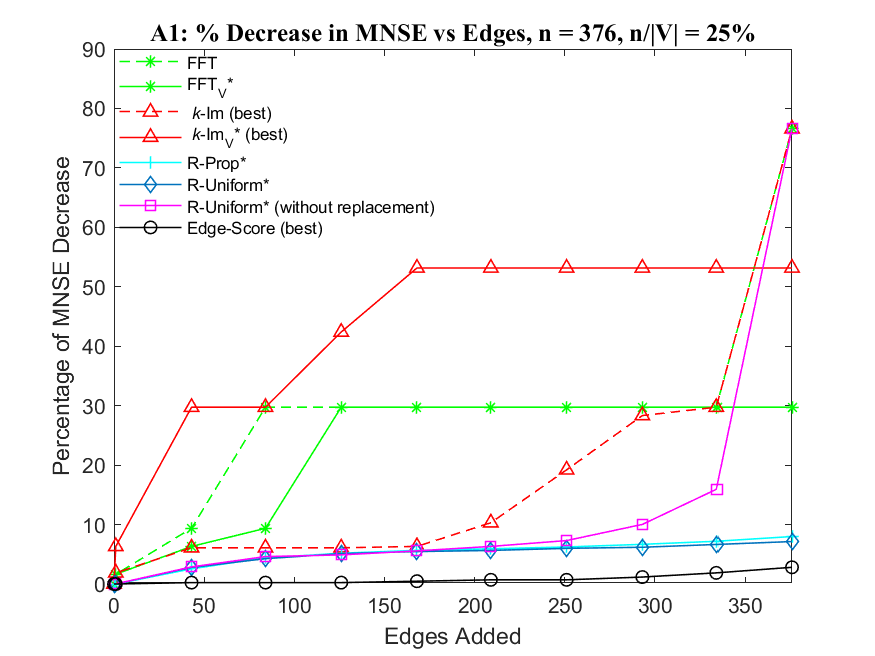 A1: % Decrease in MNSE vs Edges, n = 376, n/|V| = 25%
FFT
FFT_V*
k-Im (best)
k-Im_V* (best)
R-Prop*
R-Uniform*
R-Uniform* (without replacement)
Edge-Score (best)
Percentage of MNSE Decrease
90
80
70
60
50
40
30
20
10
0
0 50 100 150 200 250 300 350
Edges Added